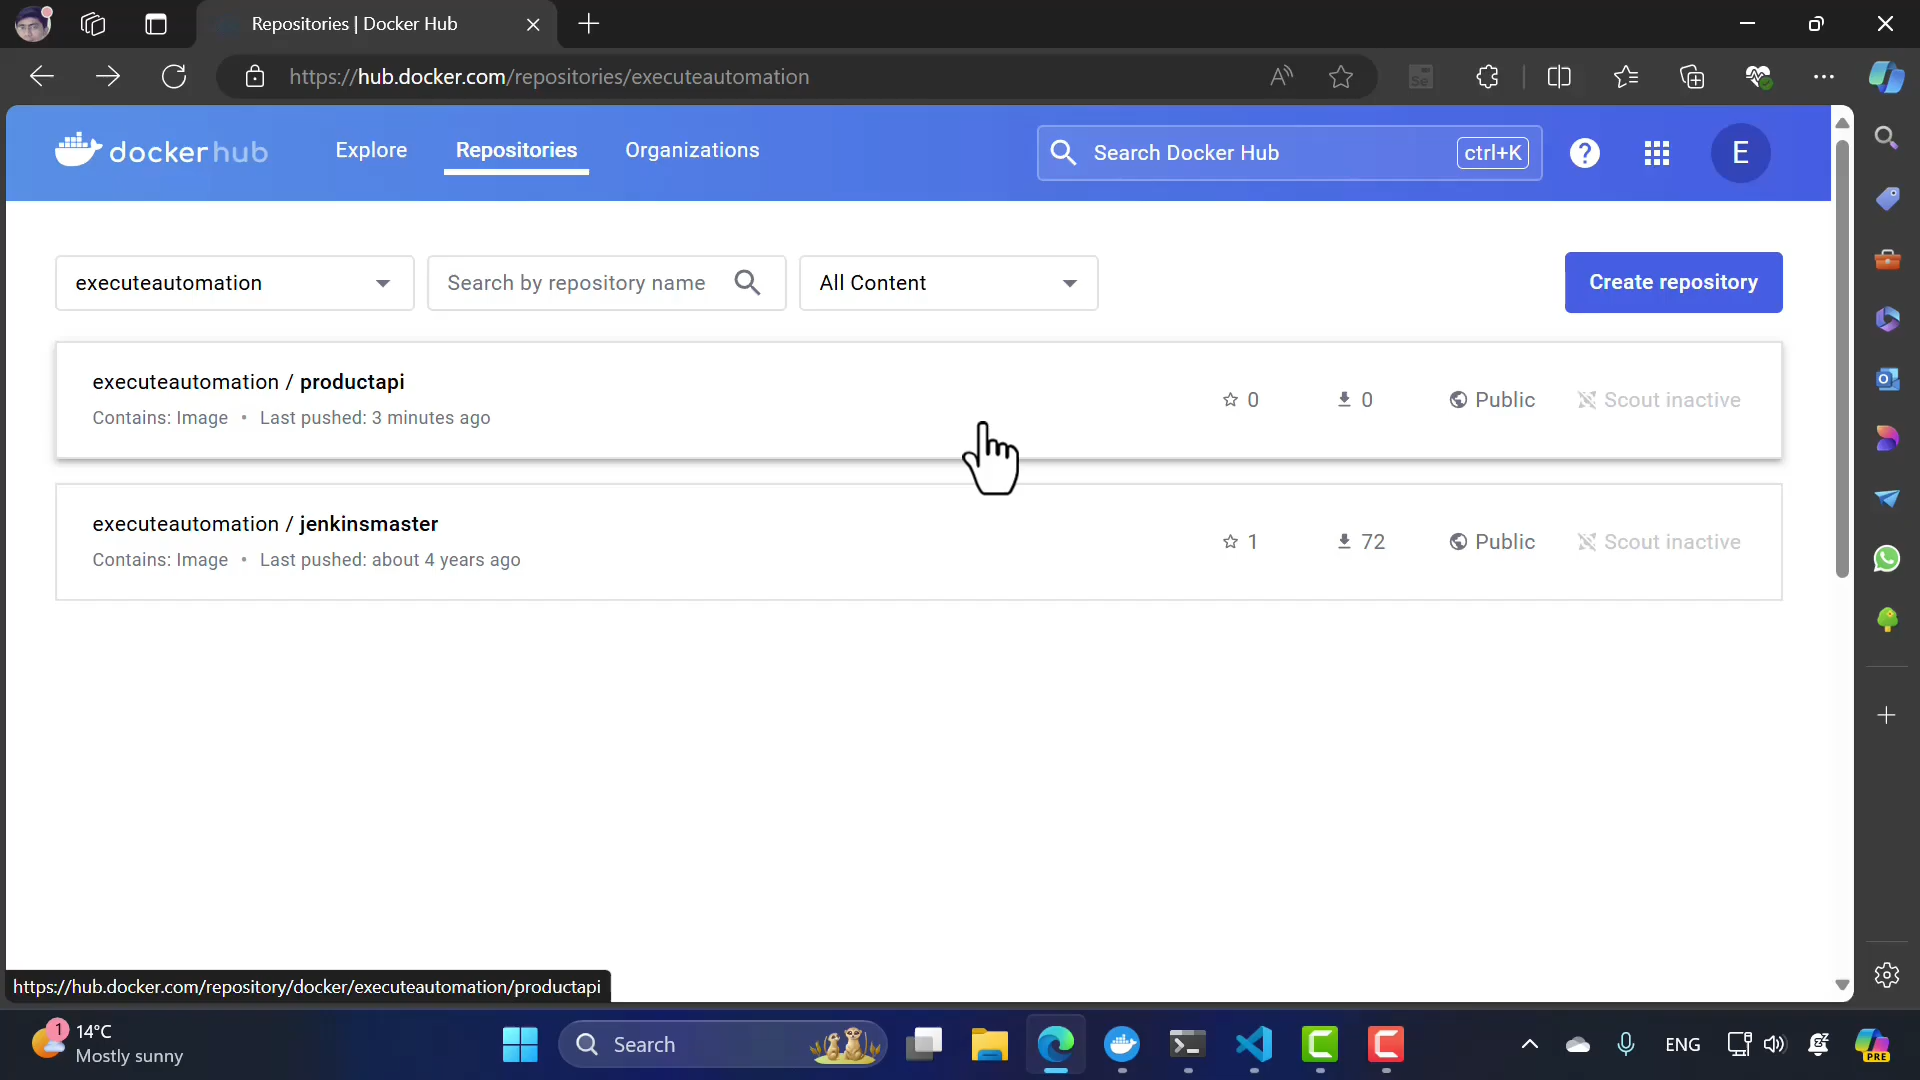 Repositories | Docker Hub
https://hub.docker.com/repositories/executeautomation
dockerhub
Explore
Repositories
Organizations
Search Docker Hub
ctrl+K
E
executeautomation
Search by repository name
All Content
Create repository
executeautomation / productapi
Contains: Image • Last pushed: 3 minutes ago
0
0
Public
Scout inactive
executeautomation / jenkinsmaster
Contains: Image • Last pushed: about 4 years ago
1
72
Public
Scout inactive
https://hub.docker.com/repository/docker/executeautomation/productapi
1
14°C
Mostly sunny
Search
ENG
PRE